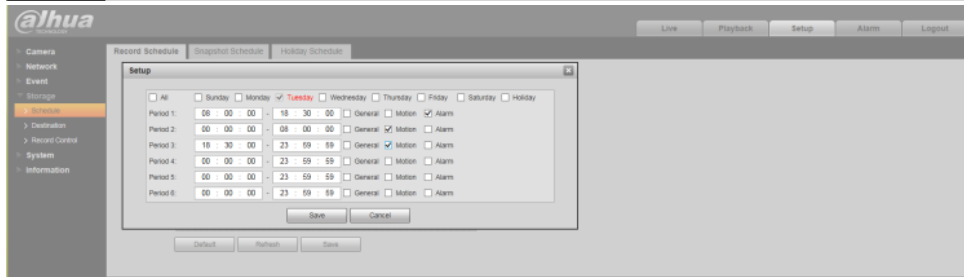 alhua
TECHNOLOGY
Live Playback Setup Alarm Logout
Camera
Network
Event
Storage
Schedule
Destination
Record Control
System
Information
Record Schedule Snapshot Schedule Holiday Schedule
Setup
All Sunday Monday Tuesday Wednesday Thursday Friday Saturday Holiday
Period 1: 08 : 00 : 00 - 18 : 30 : 00 General Motion Alarm
Period 2: 00 : 00 : 00 - 08 : 00 : 00 General Motion Alarm
Period 3: 18 : 30 : 00 - 23 : 59 : 59 General Motion Alarm
Period 4: 00 : 00 : 00 - 23 : 59 : 59 General Motion Alarm
Period 5: 00 : 00 : 00 - 23 : 59 : 59 General Motion Alarm
Period 6: 00 : 00 : 00 - 23 : 59 : 59 General Motion Alarm
Save Cancel
Default Refresh Save